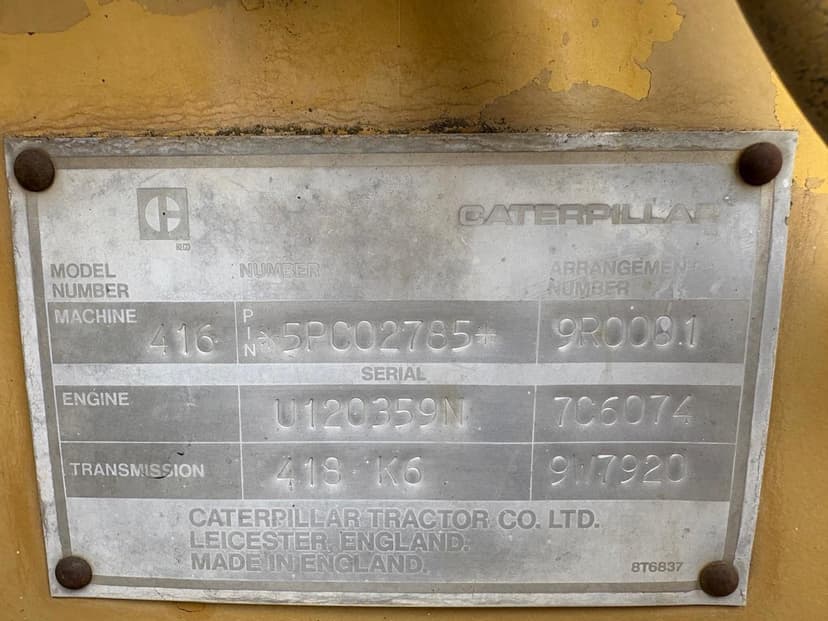 C
CATERPILLAR
MODEL NUMBER NUMBER ARRANGEMENT NUMBER
MACHINE 416 PIN *5PC02785* 9R0081
SERIAL
ENGINE U120359N 7C6074
TRANSMISSION 418 K6 9W7920
CATERPILLAR TRACTOR CO. LTD.
LEICESTER, ENGLAND.
MADE IN ENGLAND.
8T6837